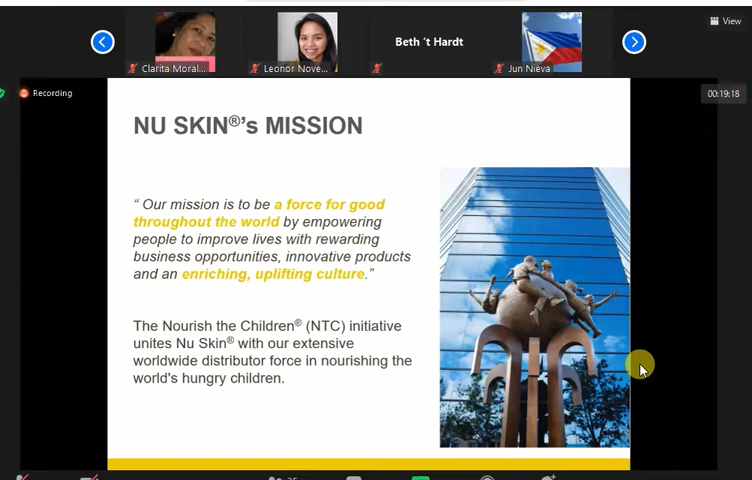 View
Clarita Moral...
Leonor Nove...
Beth 't Hardt
Jun Nieva
Recording
00:19:18
NU SKIN®'s MISSION
“ Our mission is to be a force for good
throughout the world by empowering
people to improve lives with rewarding
business opportunities, innovative products
and an enriching, uplifting culture.”
The Nourish the Children® (NTC) initiative
unites Nu Skin® with our extensive
worldwide distributor force in nourishing the
world's hungry children.